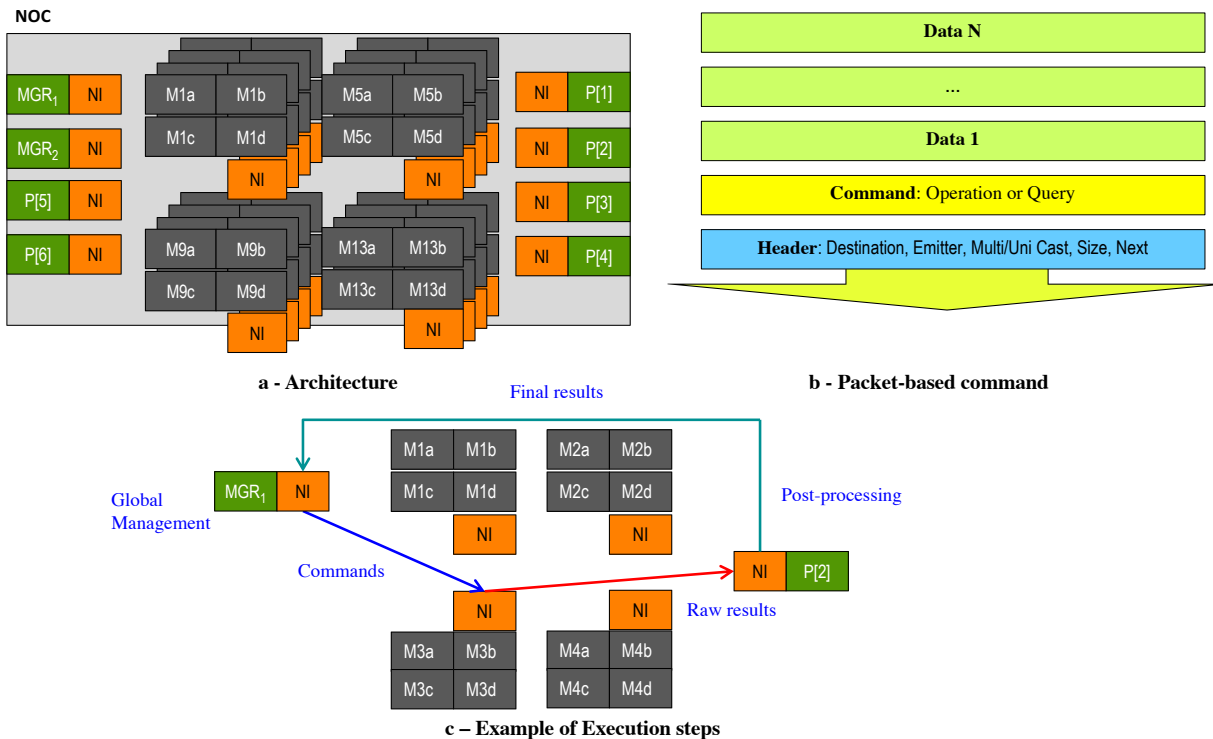 NOC
MGR1 NI
MGR2 NI
P[5] NI
P[6] NI
M1a M1b
M1c M1d
NI
M5a M5b
M5c M5d
NI
M9a M9b
M9c M9d
NI
M13a M13b
M13c M13d
NI
NI P[1]
NI P[2]
NI P[3]
NI P[4]
a - Architecture
Data N
...
Data 1
Command: Operation or Query
Header: Destination, Emitter, Multi/Uni Cast, Size, Next
b - Packet-based command
Final results
MGR1 NI
Global
Management
M1a M1b
M1c M1d
NI
M2a M2b
M2c M2d
NI
Post-processing
Commands
NI P[2]
Raw results
NI
M3a M3b
M3c M3d
NI
M4a M4b
M4c M4d
c – Example of Execution steps